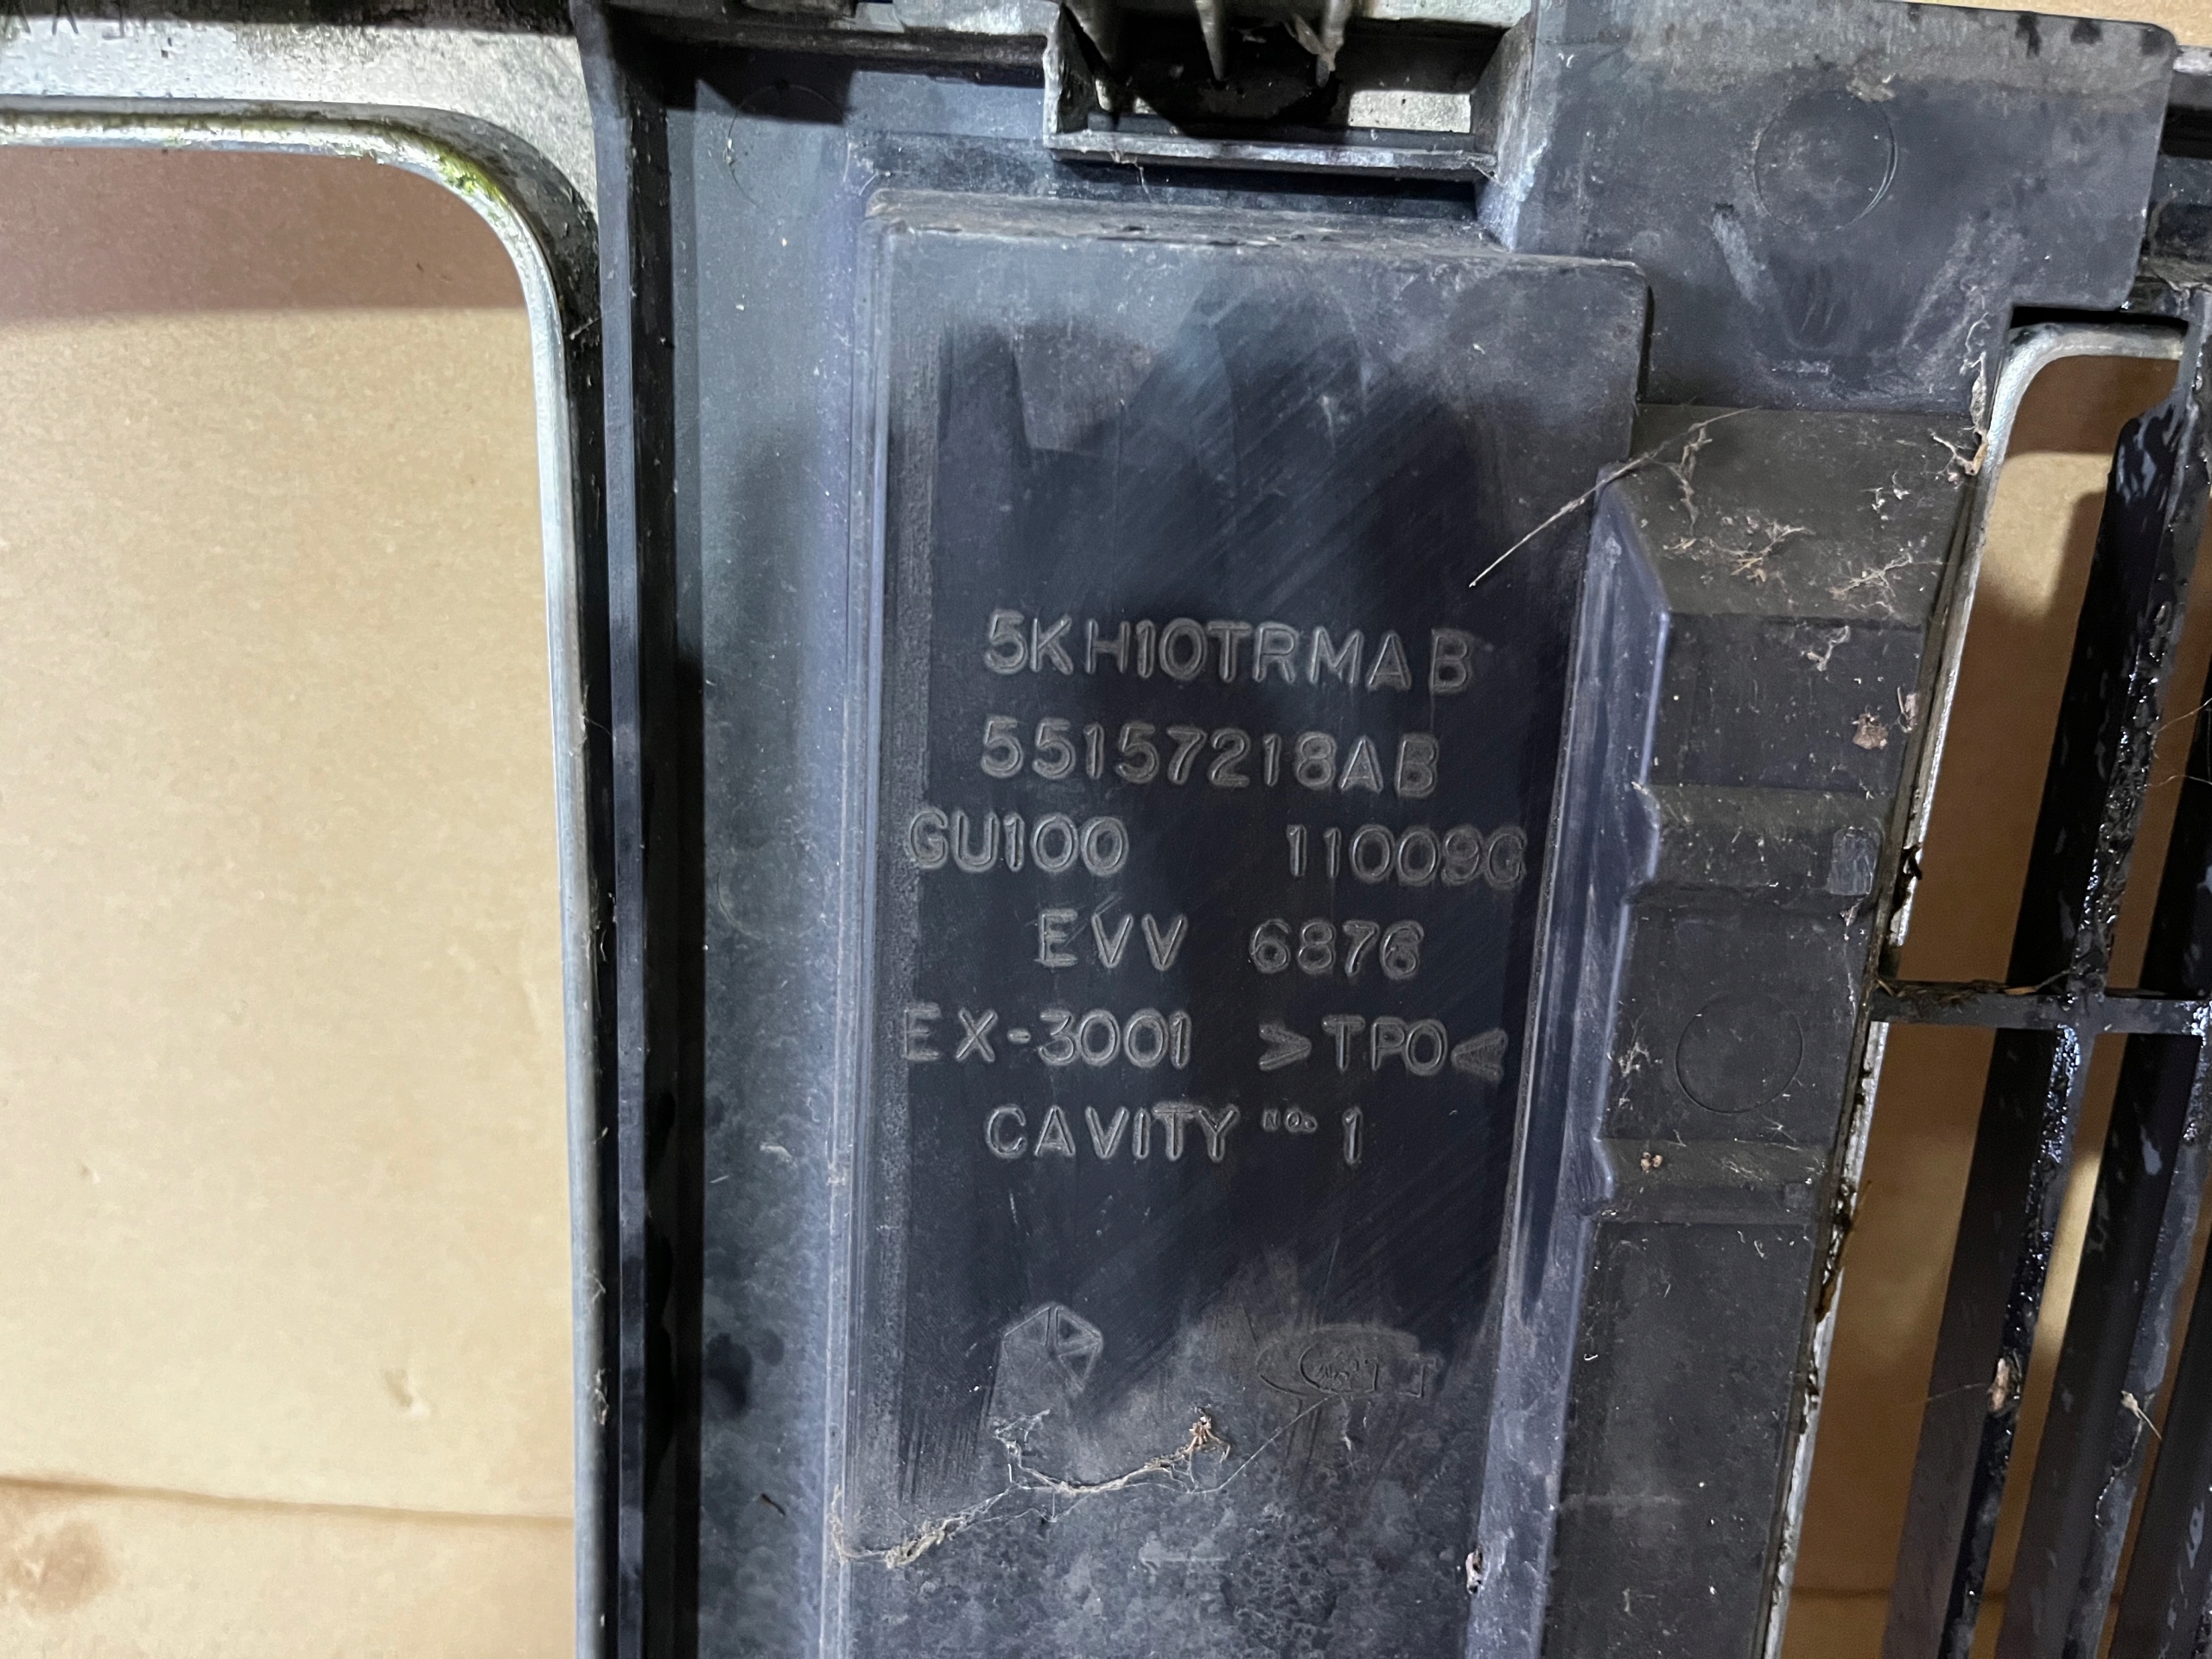 5KH10TRMAB
55157218AB
GU100 11009G
EVV 6876
EX-3001 >TPO<
CAVITY No. 1